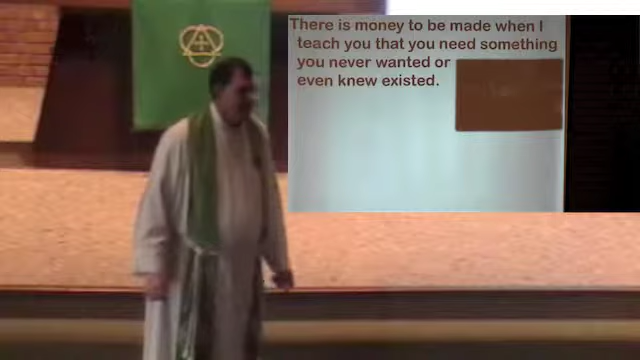 There is money to be made when I
teach you that you need something
you never wanted or
even knew existed.